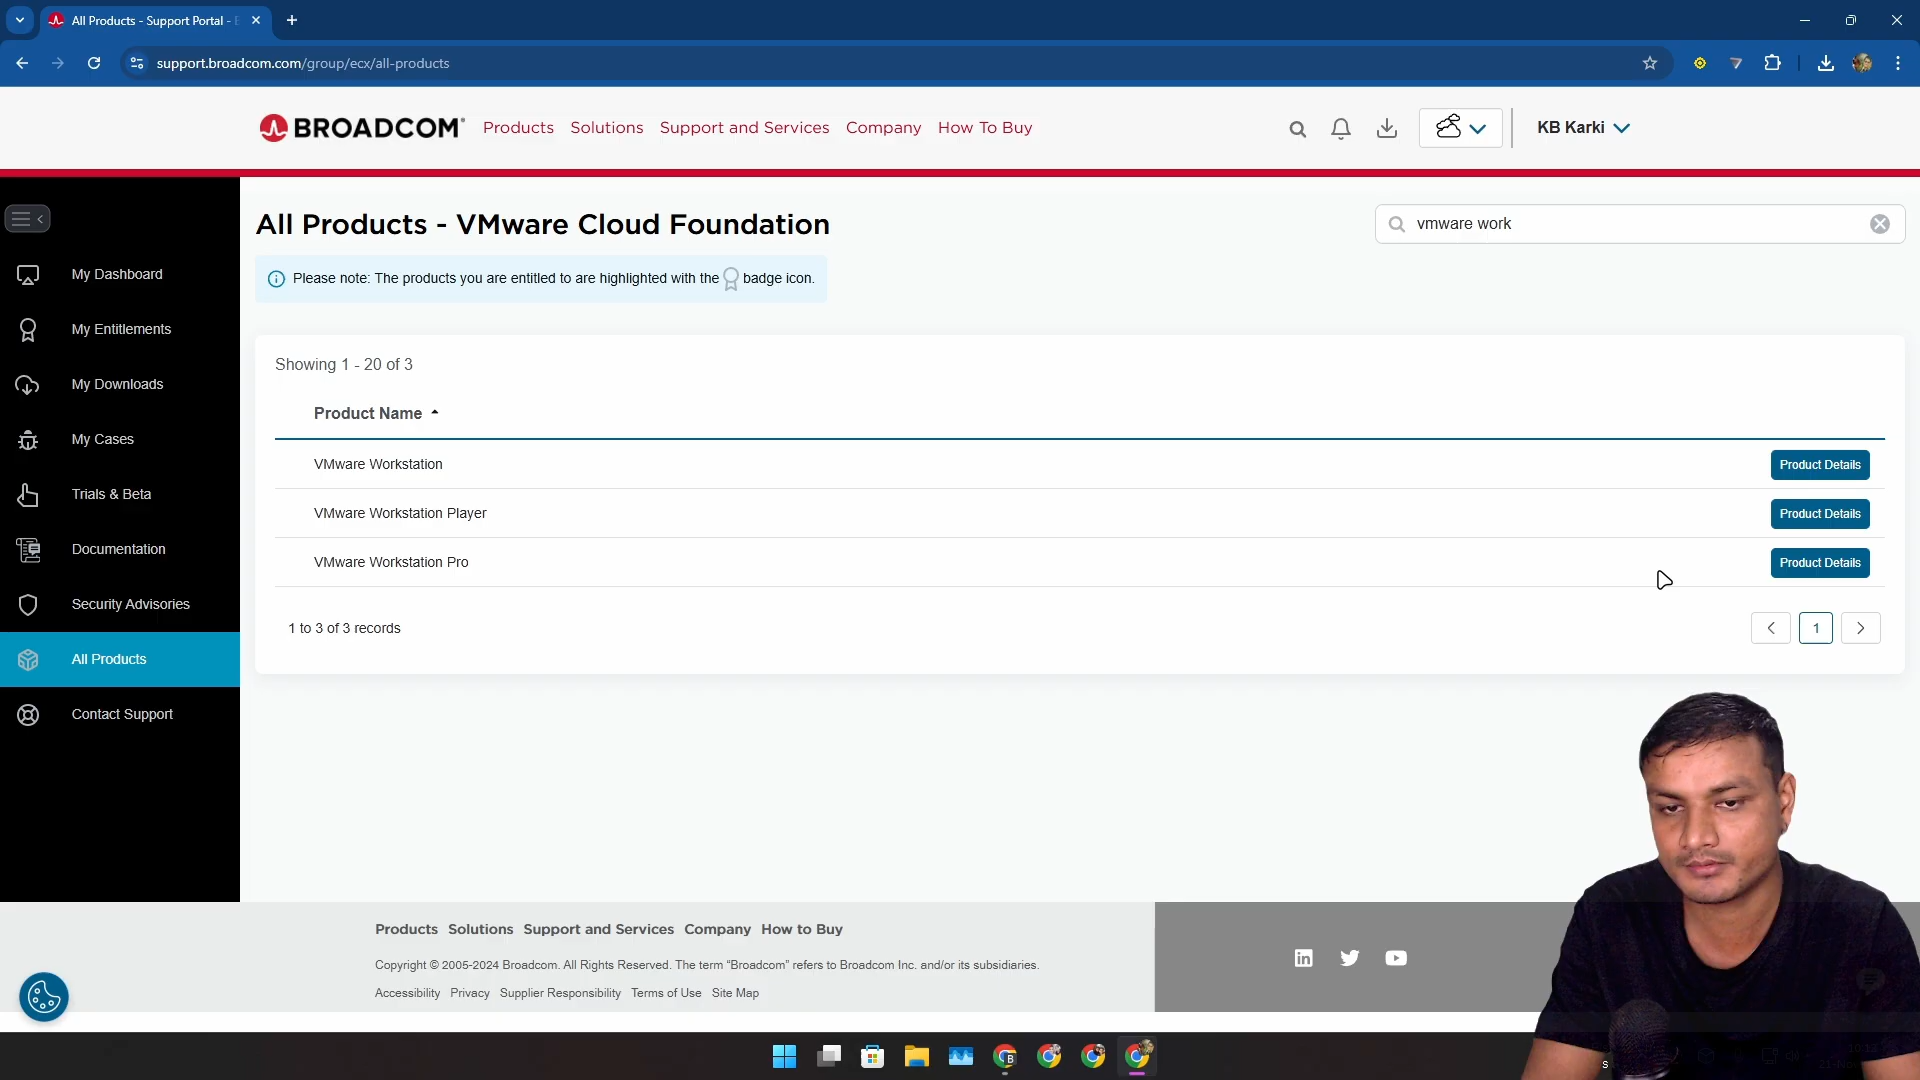 All Products - Support Portal -
support.broadcom.com/group/ecx/all-products
BROADCOM Products Solutions Support and Services Company How To Buy KB Karki
All Products - VMware Cloud Foundation
vmware work
Please note: The products you are entitled to are highlighted with the badge icon.
My Dashboard
My Entitlements
My Downloads
My Cases
Trials & Beta
Documentation
Security Advisories
All Products
Contact Support
Showing 1 - 20 of 3
Product Name
VMware Workstation Product Details
VMware Workstation Player Product Details
VMware Workstation Pro Product Details
1 to 3 of 3 records 1
Products Solutions Support and Services Company How to Buy
Copyright © 2005-2024 Broadcom. All Rights Reserved. The term “Broadcom” refers to Broadcom Inc. and/or its subsidiaries.
Accessibility Privacy Supplier Responsibility Terms of Use Site Map